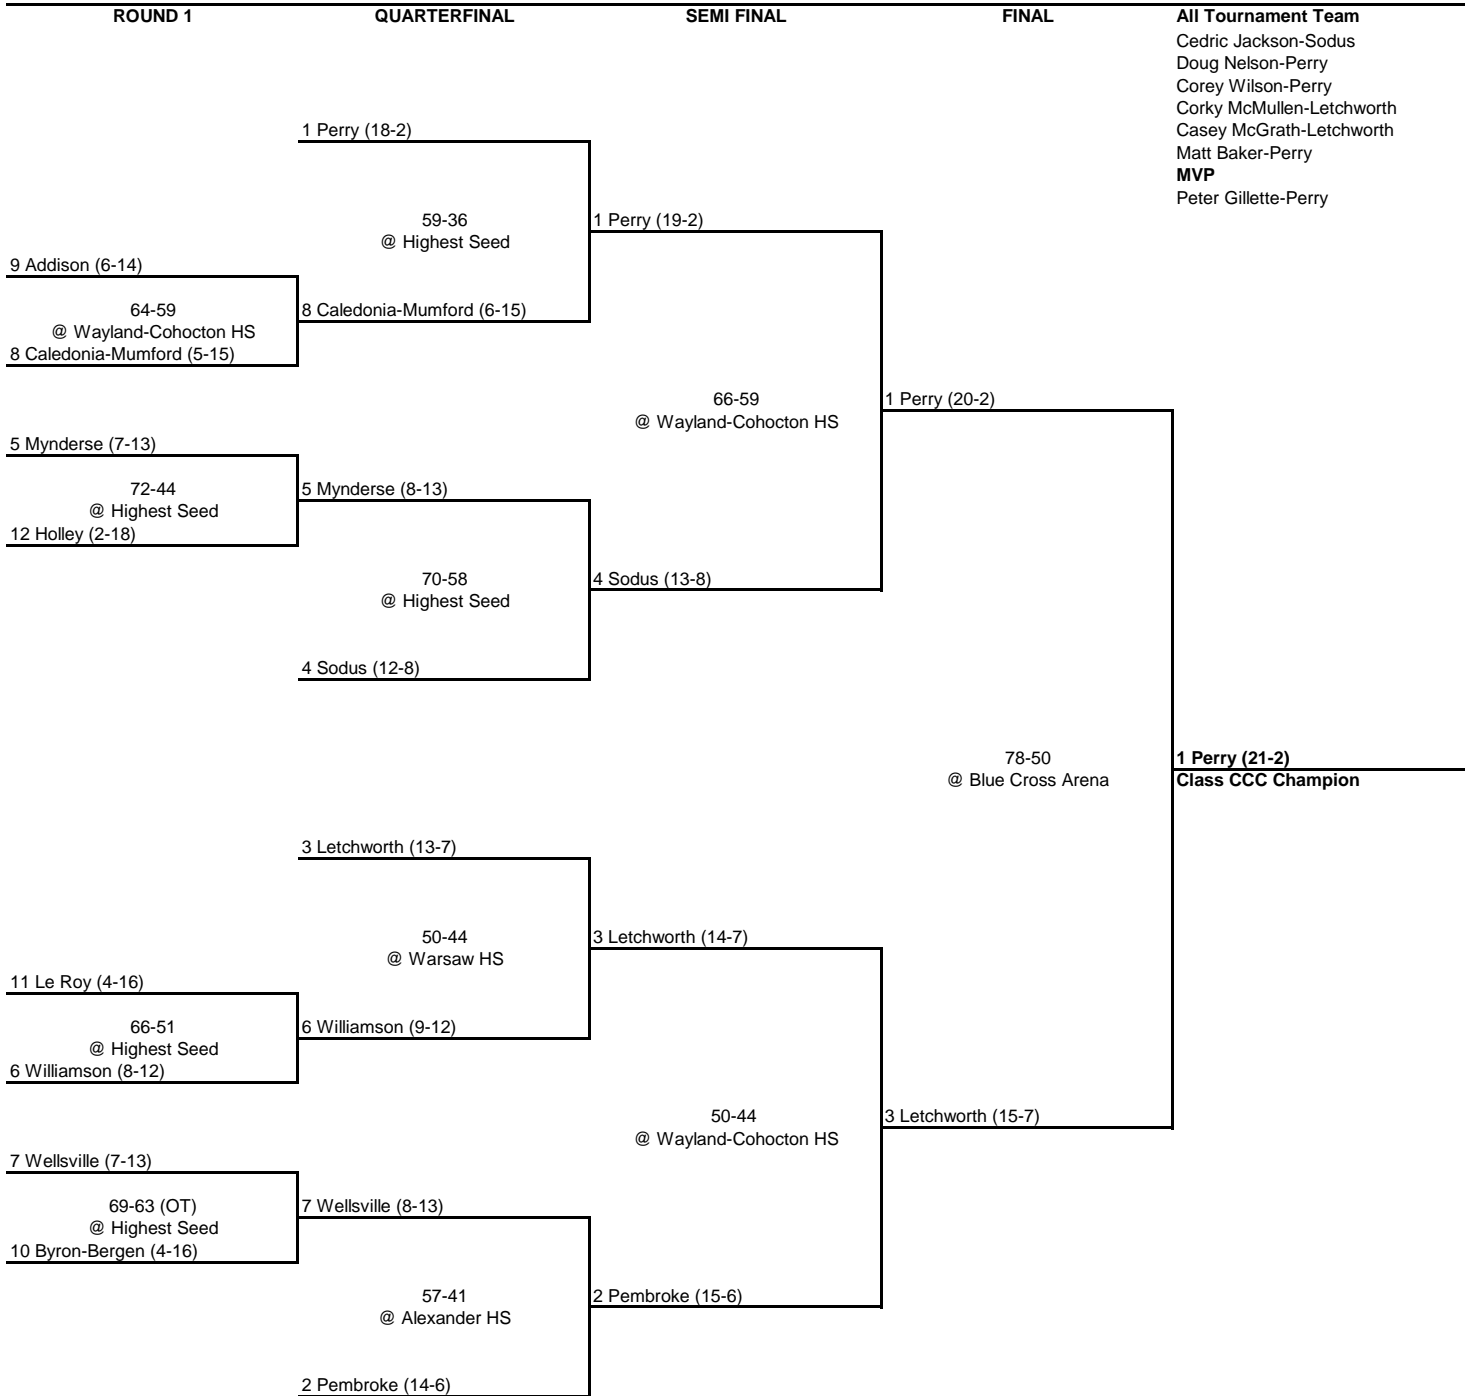 ROUND 1 QUARTERFINAL SEMI FINAL FINAL All Tournament Team
Cedric Jackson-Sodus
Doug Nelson-Perry
Corey Wilson-Perry
Corky McMullen-Letchworth
Casey McGrath-Letchworth
Matt Baker-Perry
MVP
Peter Gillette-Perry
1 Perry (18-2)
59-36
@ Highest Seed
1 Perry (19-2)
9 Addison (6-14)
64-59
@ Wayland-Cohocton HS
8 Caledonia-Mumford (6-15)
8 Caledonia-Mumford (5-15)
66-59
@ Wayland-Cohocton HS
1 Perry (20-2)
5 Mynderse (7-13)
72-44
@ Highest Seed
5 Mynderse (8-13)
12 Holley (2-18)
70-58
@ Highest Seed
4 Sodus (13-8)
4 Sodus (12-8)
78-50
@ Blue Cross Arena
1 Perry (21-2)
Class CCC Champion
3 Letchworth (13-7)
50-44
@ Warsaw HS
3 Letchworth (14-7)
11 Le Roy (4-16)
66-51
@ Highest Seed
6 Williamson (9-12)
6 Williamson (8-12)
50-44
@ Wayland-Cohocton HS
3 Letchworth (15-7)
7 Wellsville (7-13)
69-63 (OT)
@ Highest Seed
7 Wellsville (8-13)
10 Byron-Bergen (4-16)
57-41
@ Alexander HS
2 Pembroke (15-6)
2 Pembroke (14-6)